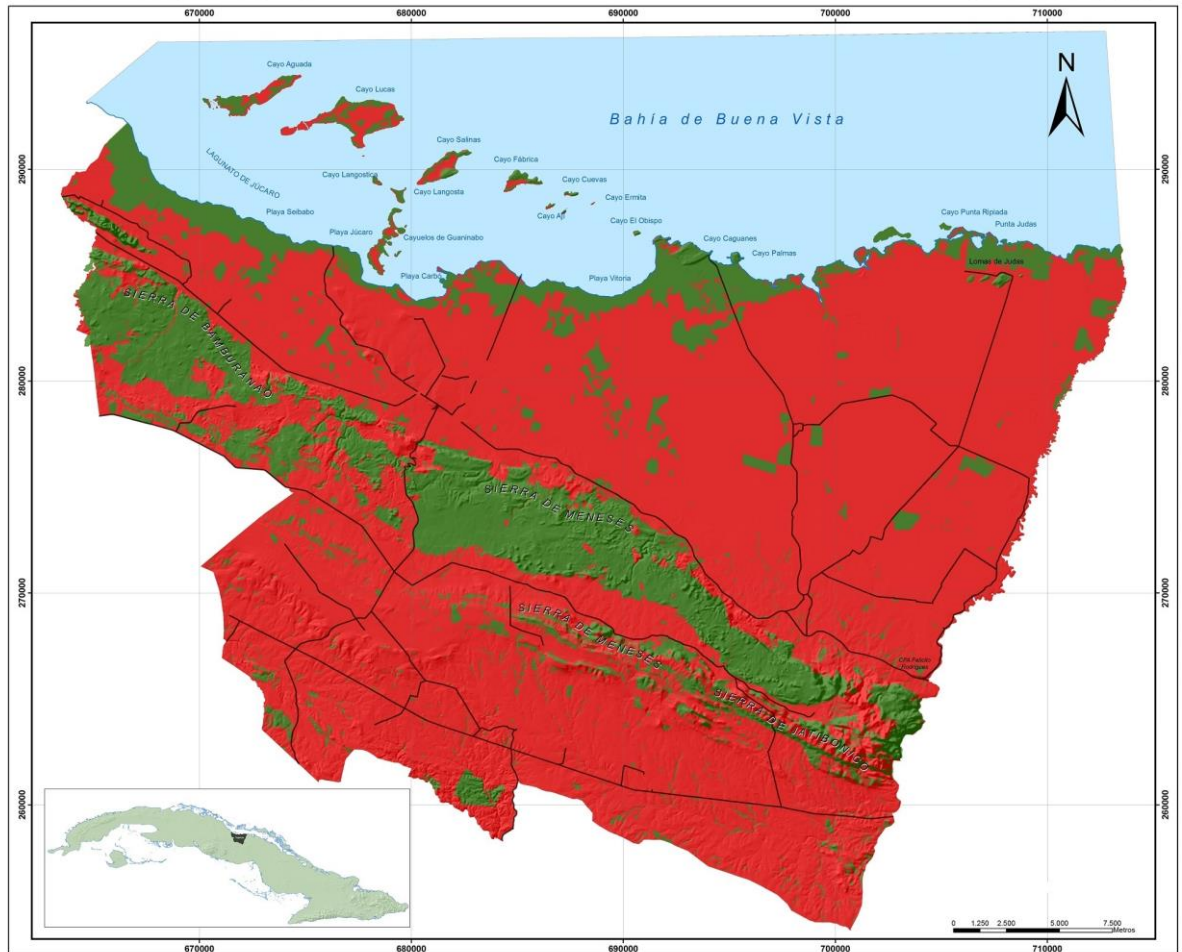 670000 680000 690000 700000 710000
N
Cayo Aguada
Cayo Lucas
Bahía de Buena Vista
Cayo Salinas
LAGUNATO DE JÚCARO
Cayo Fábrica
290000 290000
Cayo Langostica
Cayo Cuevas
Cayo Langosta
Cayo Ermita
Playa Seibabo
Cayo Aji
Cayo El Obispo
Cayo Punta Ripiada
Punta Judas
Playa Júcaro
Cayuelos de Guaninabo
Cayo Caguanes
Cayo Palmas
Lomas de Judas
Playa Carbó
Playa Vitoria
SIERRA DE BAMBURANAO
280000 280000
SIERRA DE MENESES
270000 270000
SIERRA DE MENESES
SIERRA DE JATIBONICO
260000 260000
0 1.250 2.500 5.000 7.500
Metros
670000 680000 690000 700000 710000